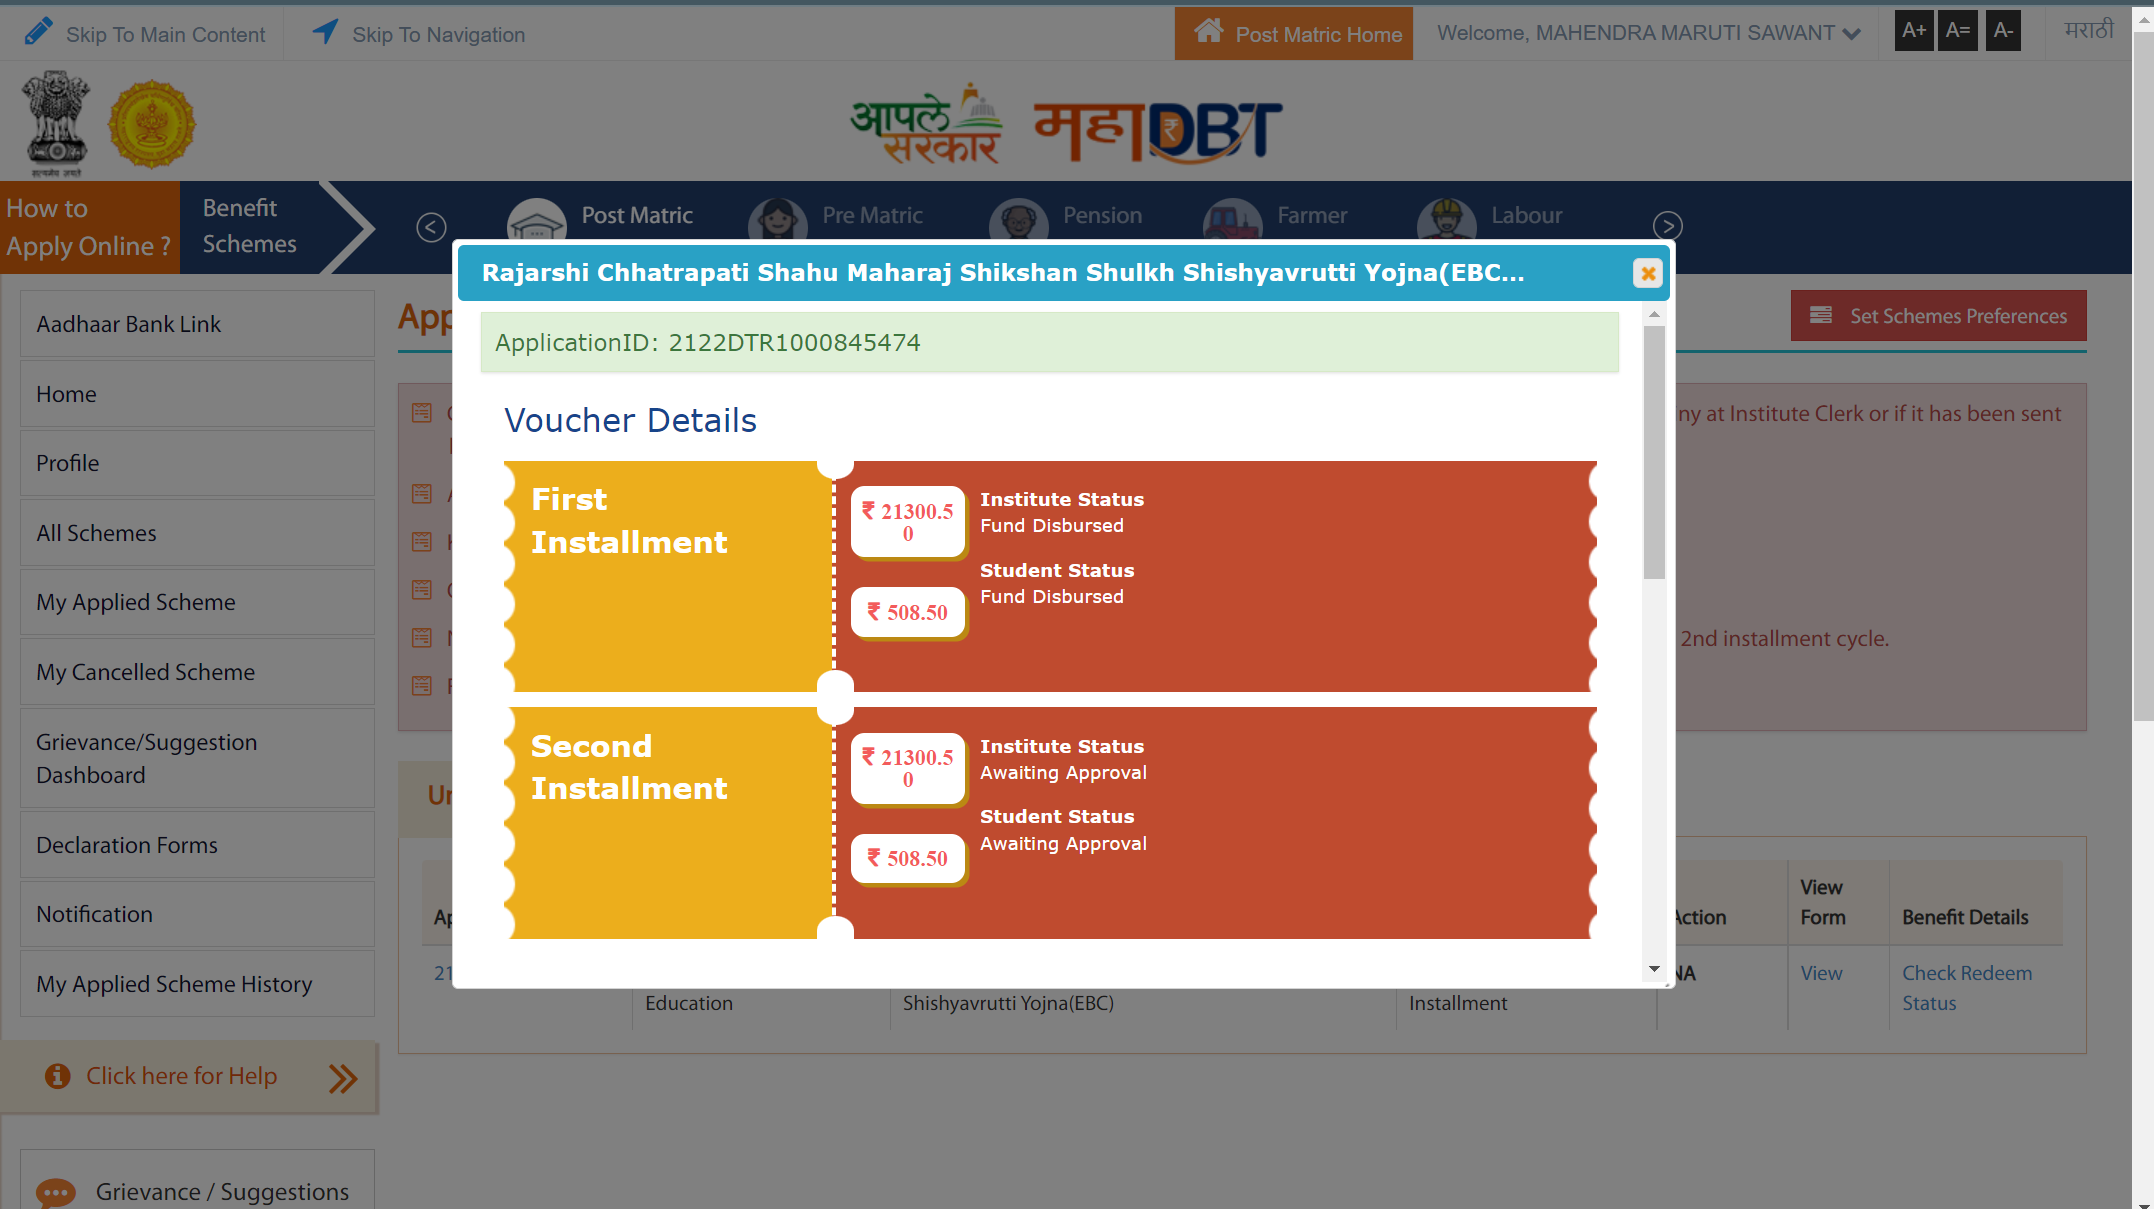 Skip To Main Content
Skip To Navigation
Post Matric Home
Welcome, MAHENDRA MARUTI SAWANT
A+ A= A-
मराठी
सत्यमेव जयते
आपले
सरकार
महाDBT
How to
Apply Online ?
Benefit
Schemes
Post Matric
Pre Matric
Pension
Farmer
Labour
Rajarshi Chhatrapati Shahu Maharaj Shikshan Shulkh Shishyavrutti Yojna(EBC...
ApplicationID: 2122DTR1000845474
Voucher Details
First
Installment
₹ 21300.5
0
Institute Status
Fund Disbursed
Student Status
Fund Disbursed
₹ 508.50
Second
Installment
₹ 21300.5
0
Institute Status
Awaiting Approval
Student Status
Awaiting Approval
₹ 508.50
Aadhaar Bank Link
Home
Profile
All Schemes
My Applied Scheme
My Cancelled Scheme
Grievance/Suggestion
Dashboard
Declaration Forms
Notification
My Applied Scheme History
Click here for Help
Grievance / Suggestions
App
Set Schemes Preferences
ny at Institute Clerk or if it has been sent
2nd installment cycle.
Action
View
Form
Benefit Details
21
NA
View
Check Redeem
Status
Education
Shishyavrutti Yojna(EBC)
Installment